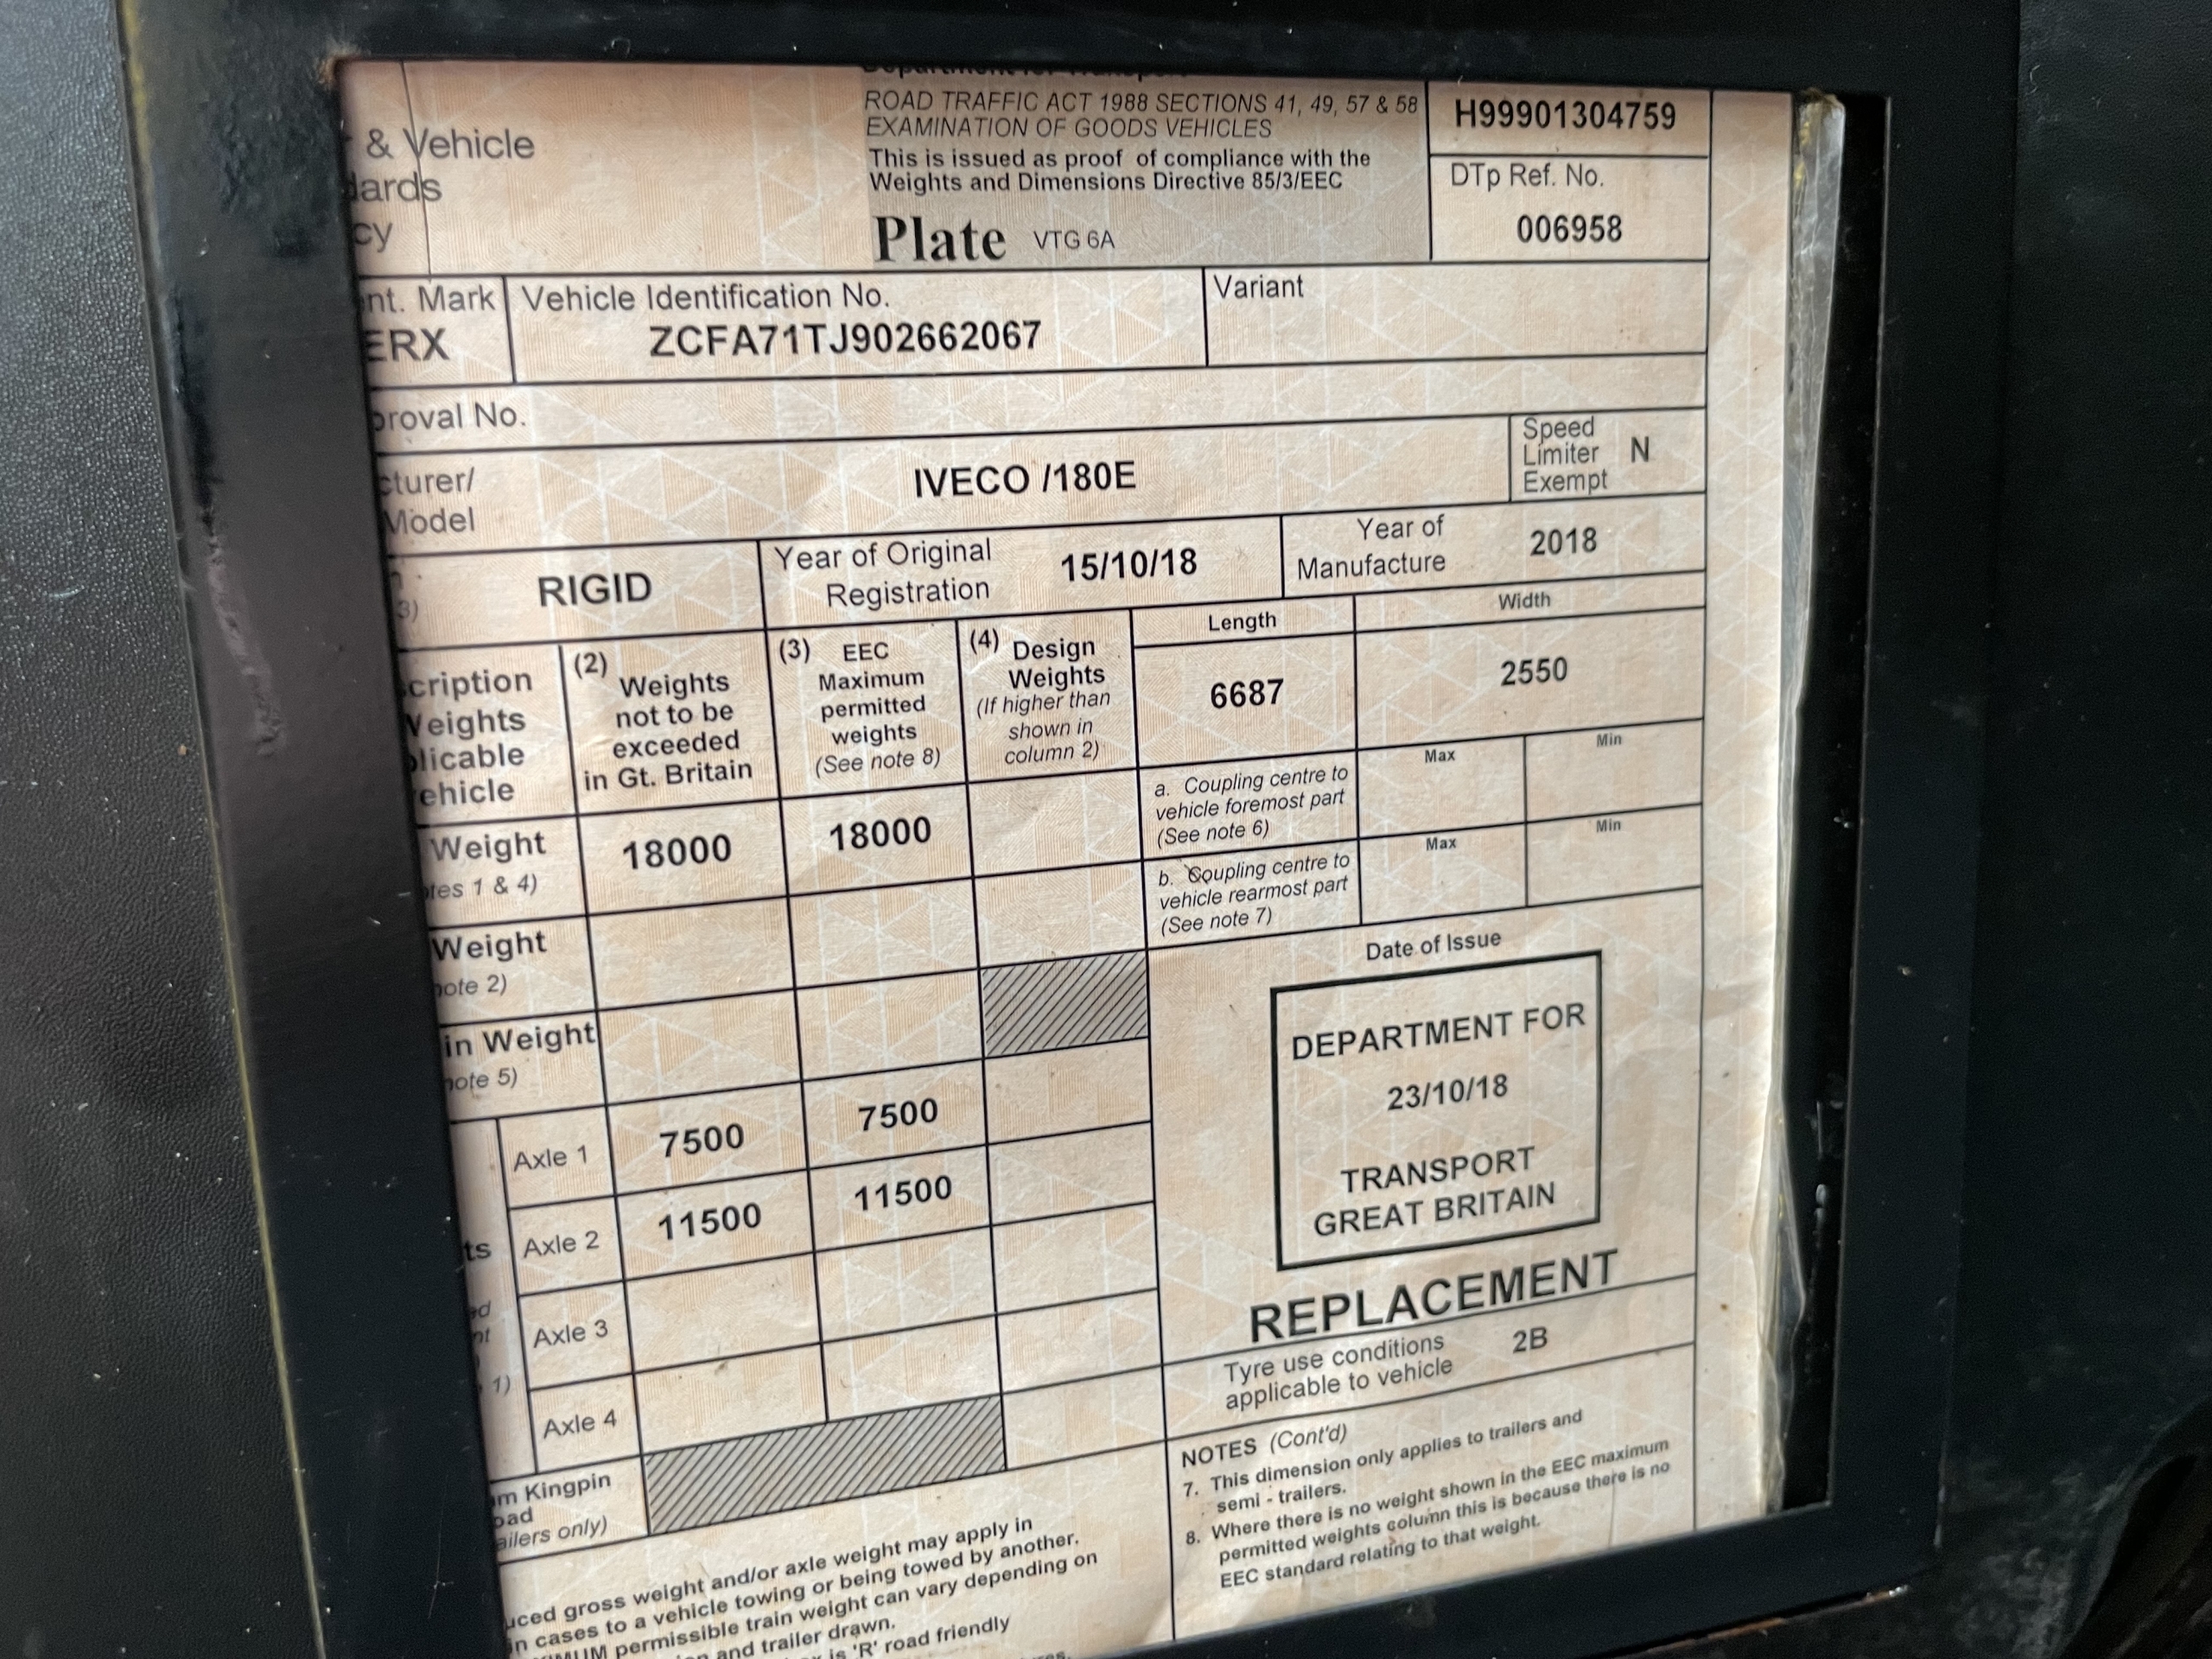 ROAD TRAFFIC ACT 1988 SECTIONS 41, 49, 57 & 58
EXAMINATION OF GOODS VEHICLES
This is issued as proof of compliance with the
Weights and Dimensions Directive 85/3/EEC
Plate VTG 6A
H99901304759
DTp Ref. No.
006958
& Vehicle
dards
cy
nt. Mark
ERX
Vehicle Identification No.
ZCFA71TJ902662067
Variant
proval No.
cturer/
Model
IVECO /180E
Speed
Limiter
Exempt
N
3)
RIGID
Year of Original
Registration
15/10/18
Year of
Manufacture
2018
cription
Weights
plicable
ehicle
(2) Weights
not to be
exceeded
in Gt. Britain
(3) EEC
Maximum
permitted
weights
(See note 8)
(4) Design
Weights
(If higher than
shown in
column 2)
Length
6687
Width
2550
a. Coupling centre to
vehicle foremost part
(See note 6)
Max
Min
b. Coupling centre to
vehicle rearmost part
(See note 7)
Max
Min
Weight
otes 1 & 4)
18000
18000
Weight
note 2)
in Weight
note 5)
Axle 1
7500
7500
ts
Axle 2
11500
11500
ed
nt
Axle 3
1)
Axle 4
m Kingpin
oad
ailers only)
Date of Issue
DEPARTMENT FOR
23/10/18
TRANSPORT
GREAT BRITAIN
REPLACEMENT
Tyre use conditions
applicable to vehicle
2B
uced gross weight and/or axle weight may apply in
in cases to a vehicle towing or being towed by another.
XIMUM permissible train weight can vary depending on
on and trailer drawn.
is 'R' road friendly
NOTES (Cont'd)
7. This dimension only applies to trailers and
semi - trailers.
8. Where there is no weight shown in the EEC maximum
permitted weights column this is because there is no
EEC standard relating to that weight.